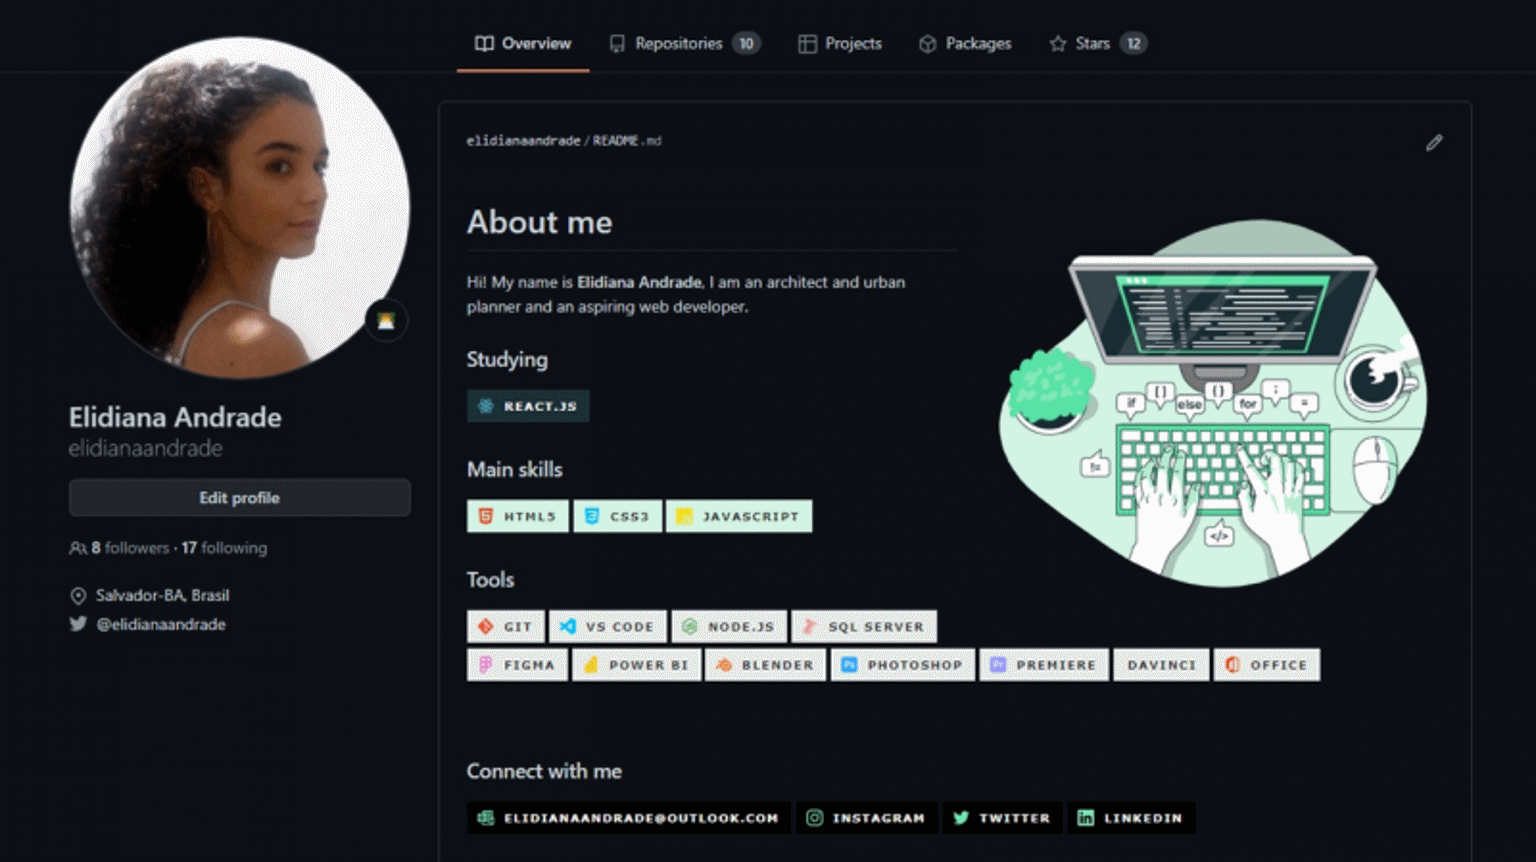 Overview Repositories 10 Projects Packages Stars 12
elidianaandrade / README.md
About me
Hi! My name is Elidiana Andrade, I am an architect and urban
planner and an aspiring web developer.
Studying
REACT.JS
Main skills
HTML5 CSS3 JAVASCRIPT
Tools
GIT VS CODE NODE.JS SQL SERVER
FIGMA POWER BI BLENDER Ps PHOTOSHOP Pr PREMIERE DAVINCI OFFICE
Connect with me
ELIDIANAANDRADE@OUTLOOK.COM INSTAGRAM TWITTER in LINKEDIN
Elidiana Andrade
elidianaandrade
Edit profile
8 followers · 17 following
Salvador-BA, Brasil
@elidianaandrade
if [] else {} for ; =
!=
</>